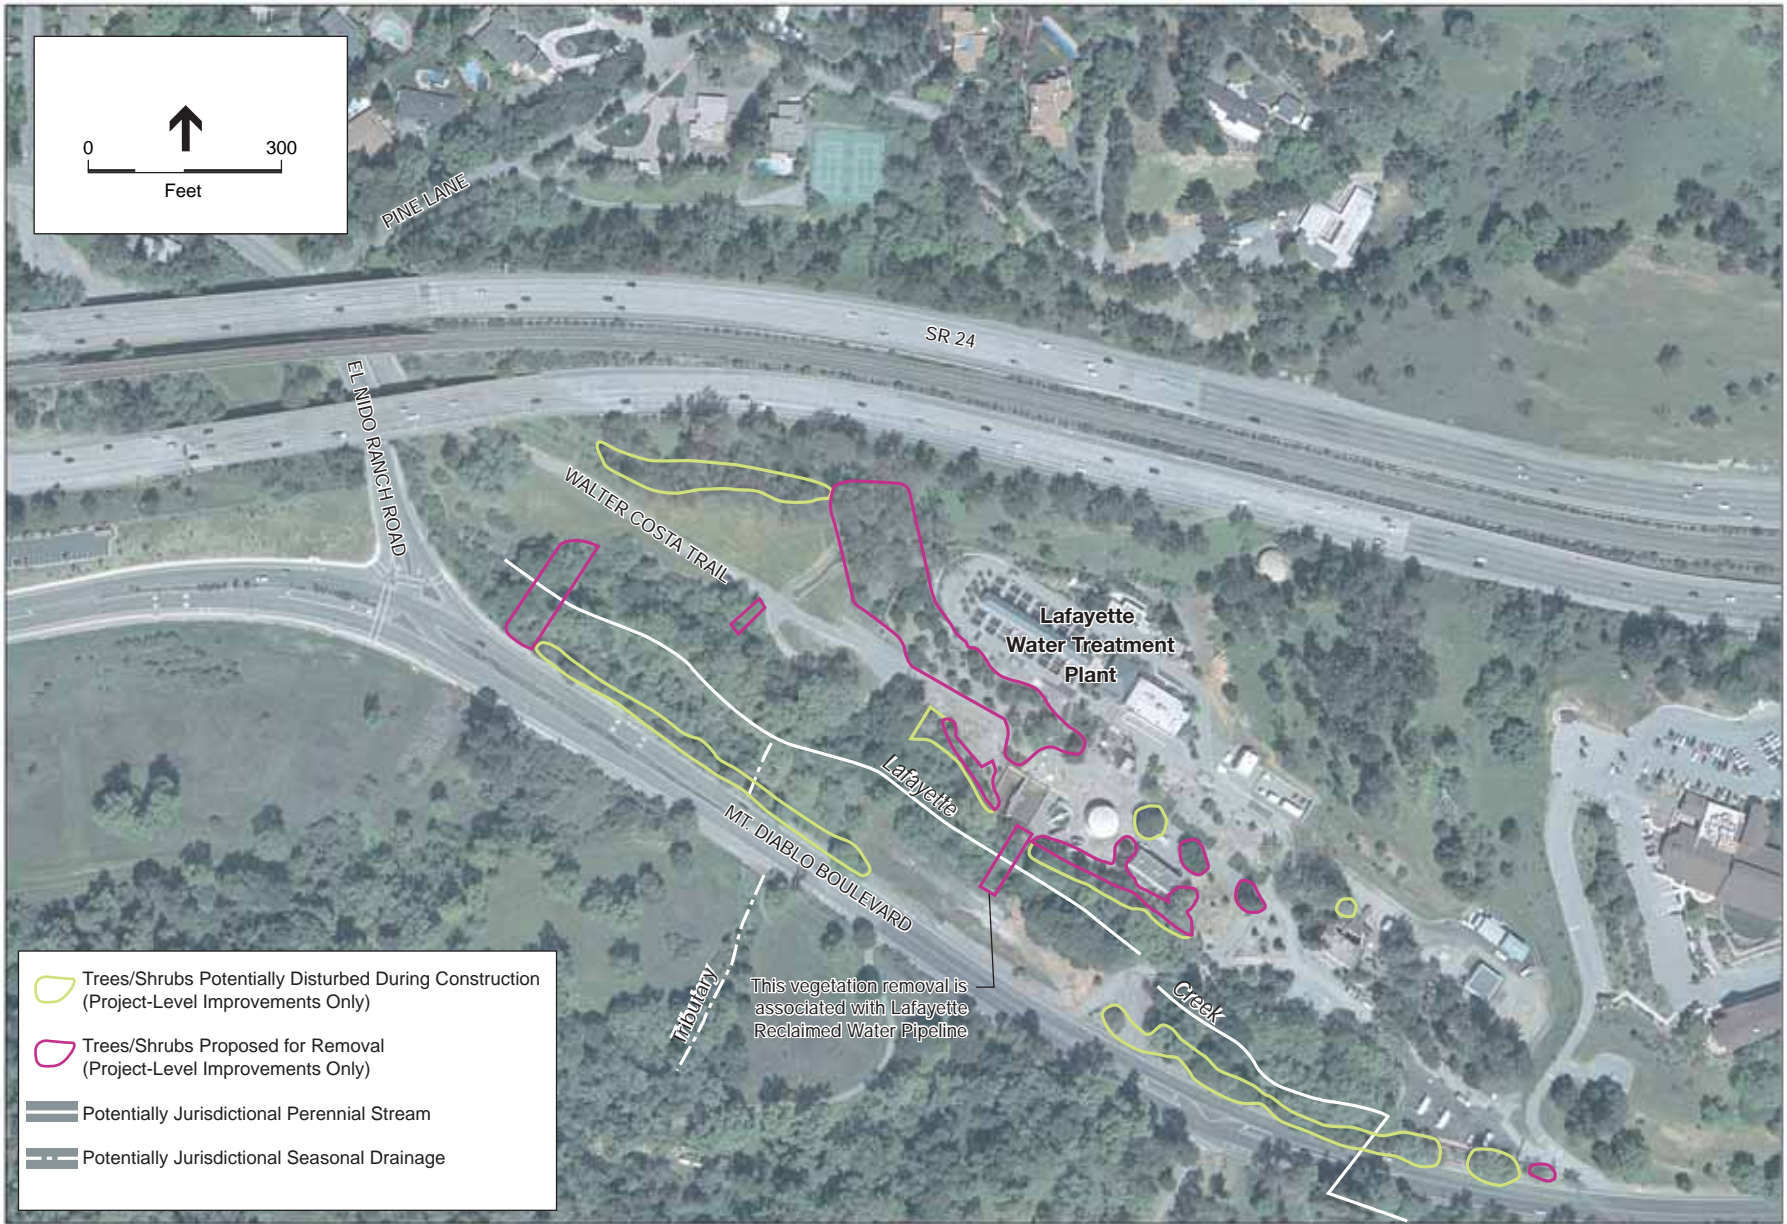 0 300
Feet
PINE LANE
SR 24
EL NIDO RANCH ROAD
WALTER COSTA TRAIL
Lafayette
Water Treatment
Plant
Lafayette
MT. DIABLO BOULEVARD
Tributary
This vegetation removal is
associated with Lafayette
Reclaimed Water Pipeline
Creek
Trees/Shrubs Potentially Disturbed During Construction
(Project-Level Improvements Only)
Trees/Shrubs Proposed for Removal
(Project-Level Improvements Only)
Potentially Jurisdictional Perennial Stream
Potentially Jurisdictional Seasonal Drainage